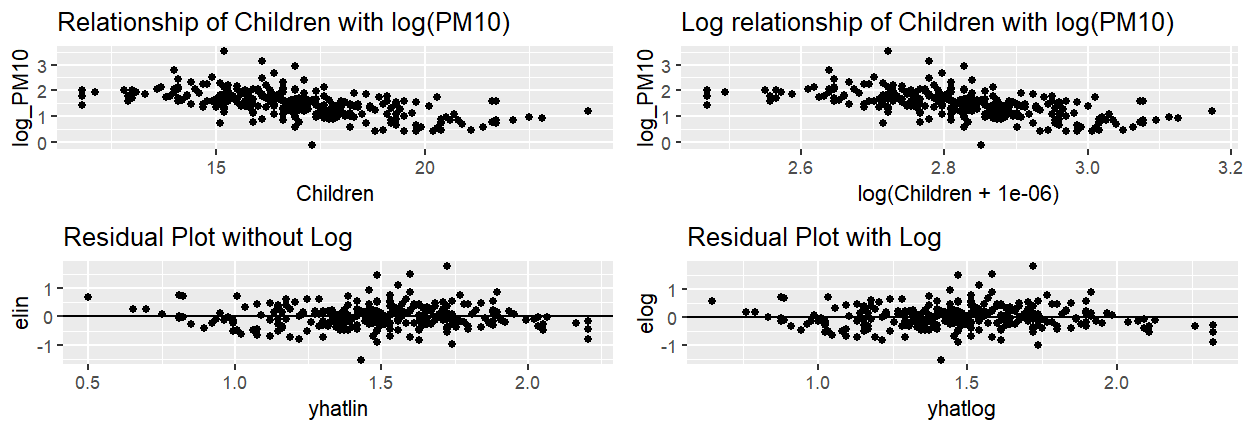 Relationship of Children with log(PM10)
log_PM10
3
2
1
0
15 20
Children
Log relationship of Children with log(PM10)
log_PM10
3
2
1
0
2.6 2.8 3.0 3.2
log(Children + 1e-06)
Residual Plot without Log
elin
1
0
-1
0.5 1.0 1.5 2.0
yhatlin
Residual Plot with Log
elog
1
0
-1
1.0 1.5 2.0
yhatlog